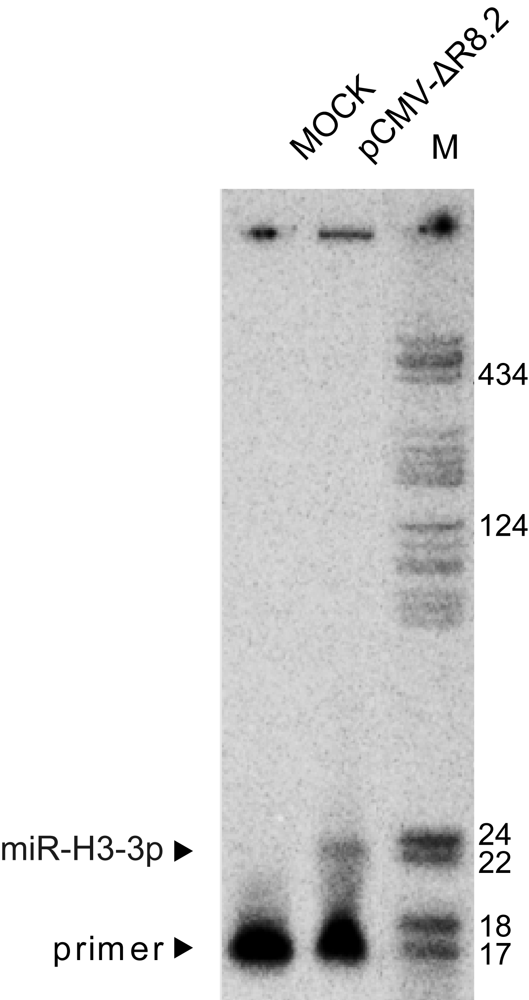 MOCK
pCMV-ΔR8.2
M
434
124
24
miR-H3-3p
22
18
primer
17